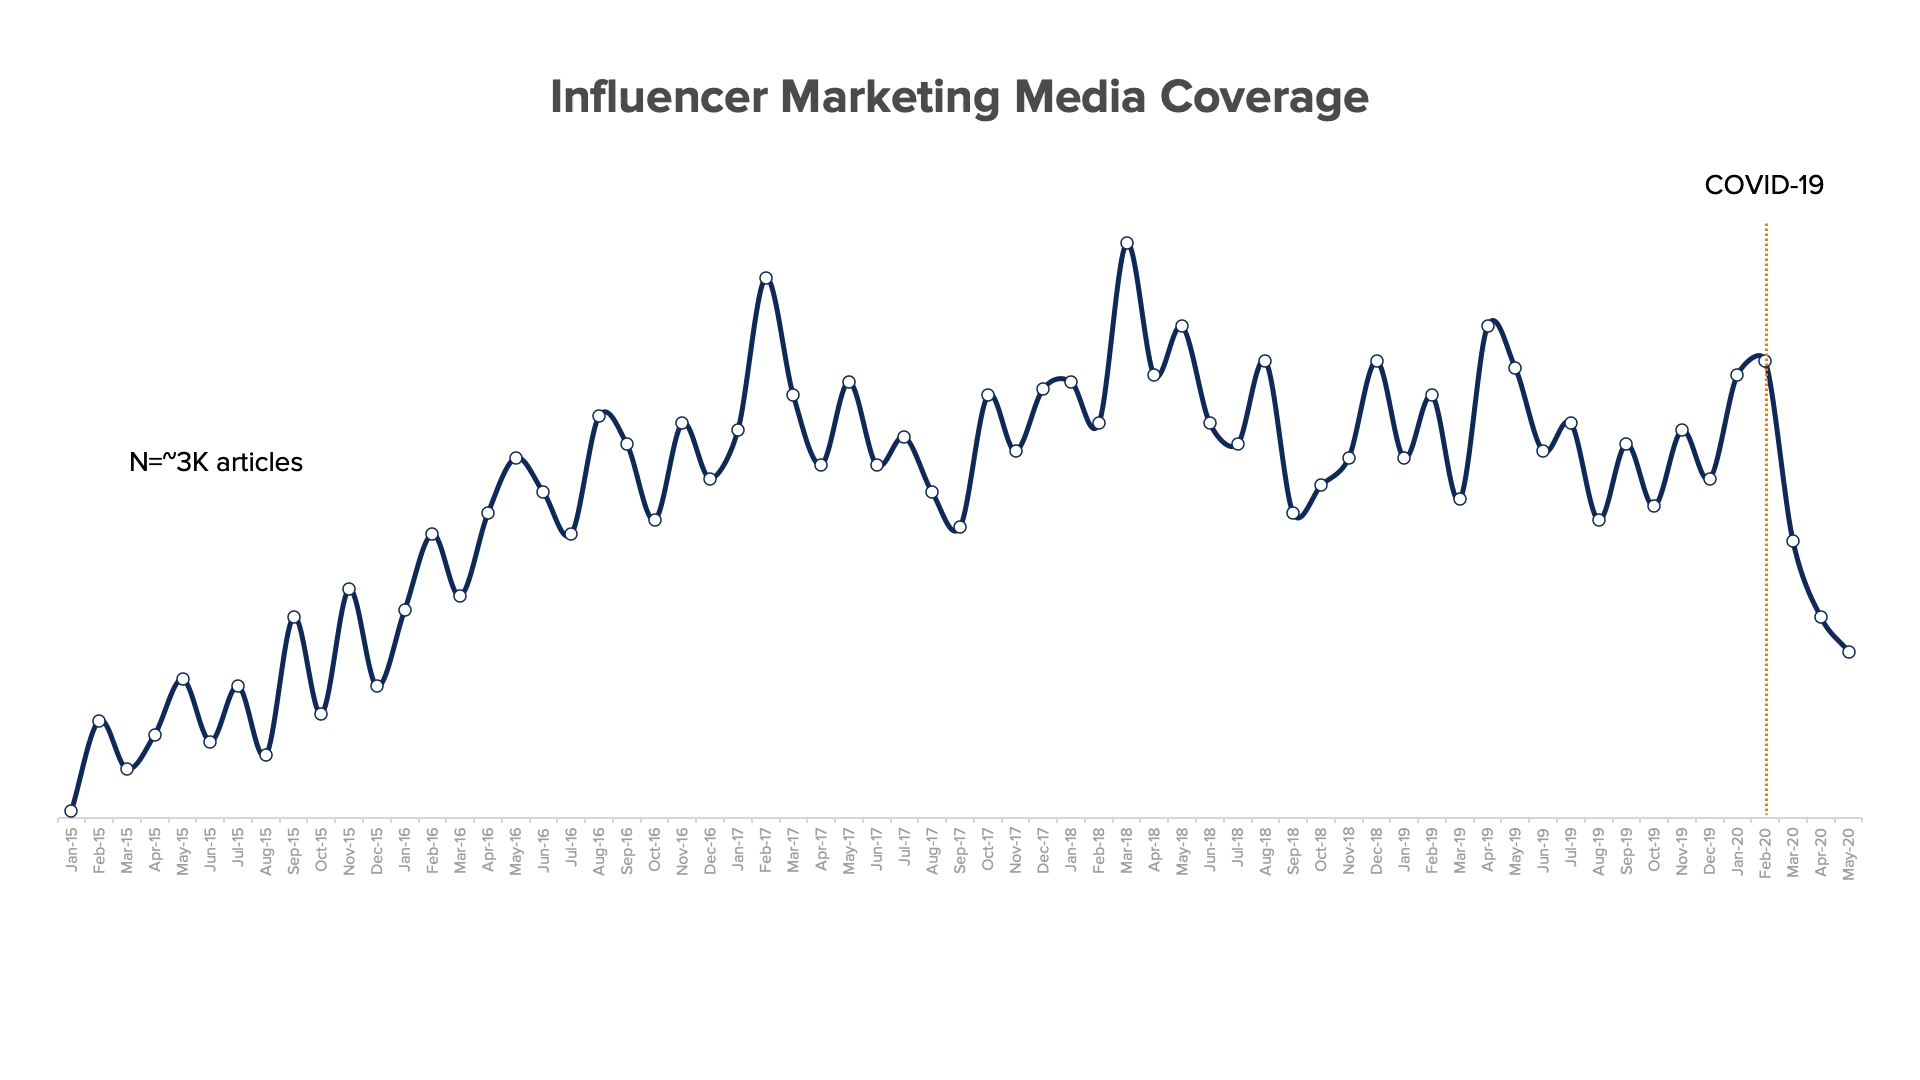 Influencer Marketing Media Coverage
COVID-19
N=~3K articles
Jan-15
Feb-15
Mar-15
Apr-15
May-15
Jun-15
Jul-15
Aug-15
Sep-15
Oct-15
Nov-15
Dec-15
Jan-16
Feb-16
Mar-16
Apr-16
May-16
Jun-16
Jul-16
Aug-16
Sep-16
Oct-16
Nov-16
Dec-16
Jan-17
Feb-17
Mar-17
Apr-17
May-17
Jun-17
Jul-17
Aug-17
Sep-17
Oct-17
Nov-17
Dec-17
Jan-18
Feb-18
Mar-18
Apr-18
May-18
Jun-18
Jul-18
Aug-18
Sep-18
Oct-18
Nov-18
Dec-18
Jan-19
Feb-19
Mar-19
Apr-19
May-19
Jun-19
Jul-19
Aug-19
Sep-19
Oct-19
Nov-19
Dec-19
Jan-20
Feb-20
Mar-20
Apr-20
May-20